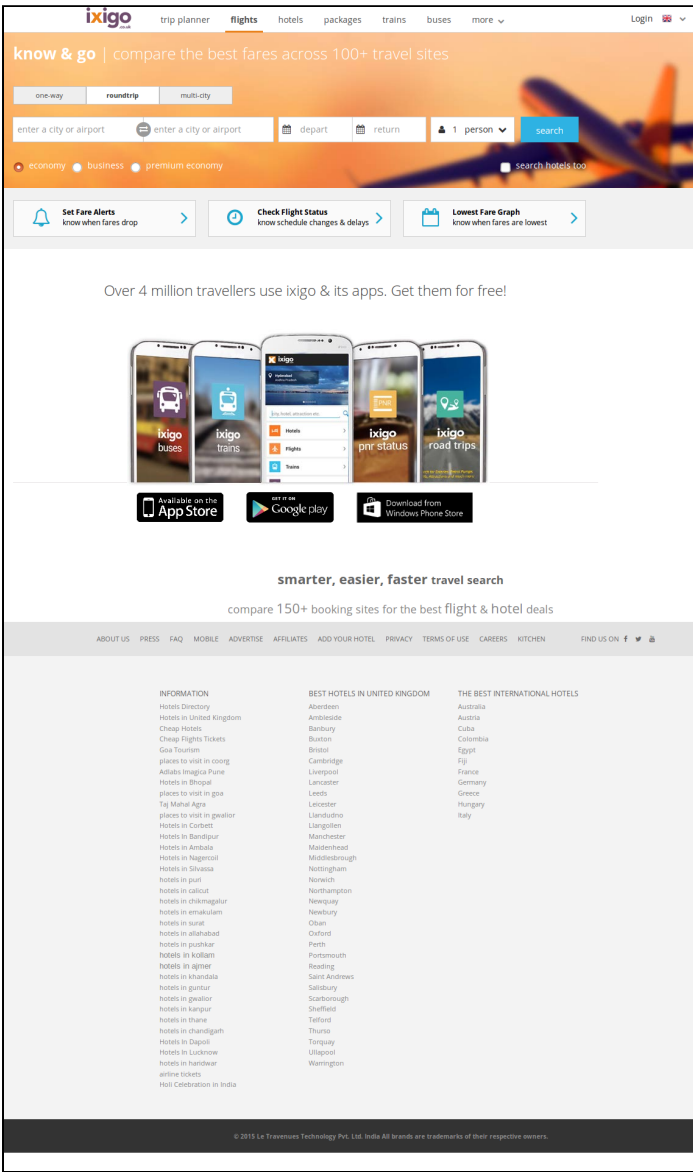 ixigo
.co.uk
trip planner flights hotels packages trains buses more
Login
know & go | compare the best fares across 100+ travel sites
one-way roundtrip multi-city
enter a city or airport enter a city or airport depart return 1 person search
economy business premium economy search hotels too
Set Fare Alerts
know when fares drop
Check Flight Status
know schedule changes & delays
Lowest Fare Graph
know when fares are lowest
Over 4 million travellers use ixigo & its apps. Get them for free!
ixigo
buses
ixigo
trains
ixigo
Hyderabad
Hotels
Flights
Trains
PNR
ixigo
pnr status
ixigo
road trips
Available on the
App Store
GET IT ON
Google play
Download from
Windows Phone Store
smarter, easier, faster travel search
compare 150+ booking sites for the best flight & hotel deals
ABOUT US PRESS FAQ MOBILE ADVERTISE AFFILIATES ADD YOUR HOTEL PRIVACY TERMS OF USE CAREERS KITCHEN FIND US ON
INFORMATION
Hotels Directory
Hotels in United Kingdom
Cheap Hotels
Cheap Flights Tickets
Goa Tourism
places to visit in coorg
Adlabs Imagica Pune
Hotels in Bhopal
places to visit in goa
Taj Mahal Agra
places to visit in gwalior
Hotels in Corbett
Hotels In Bandipur
Hotels in Ambala
Hotels in Nagercoil
Hotels in Silvassa
hotels in puri
hotels in calicut
hotels in chikmagalur
hotels in ernakulam
hotels in surat
hotels in allahabad
hotels in pushkar
hotels in kollam
hotels in ajmer
hotels in khandala
hotels in guntur
hotels in gwalior
hotels in kanpur
hotels in thane
hotels in chandigarh
Hotels In Dapoli
Hotels In Lucknow
hotels in haridwar
airline tickets
Holi Celebration in India
BEST HOTELS IN UNITED KINGDOM
Aberdeen
Ambleside
Banbury
Buxton
Bristol
Cambridge
Liverpool
Lancaster
Leeds
Leicester
Llandudno
Llangollen
Manchester
Maidenhead
Middlesbrough
Nottingham
Norwich
Northampton
Newquay
Newbury
Oban
Oxford
Perth
Portsmouth
Reading
Saint Andrews
Salisbury
Scarborough
Sheffield
Telford
Thurso
Torquay
Ullapool
Warrington
THE BEST INTERNATIONAL HOTELS
Australia
Austria
Cuba
Colombia
Egypt
Fiji
France
Germany
Greece
Hungary
Italy
© 2015 Le Travenues Technology Pvt. Ltd. India All brands are trademarks of their respective owners.